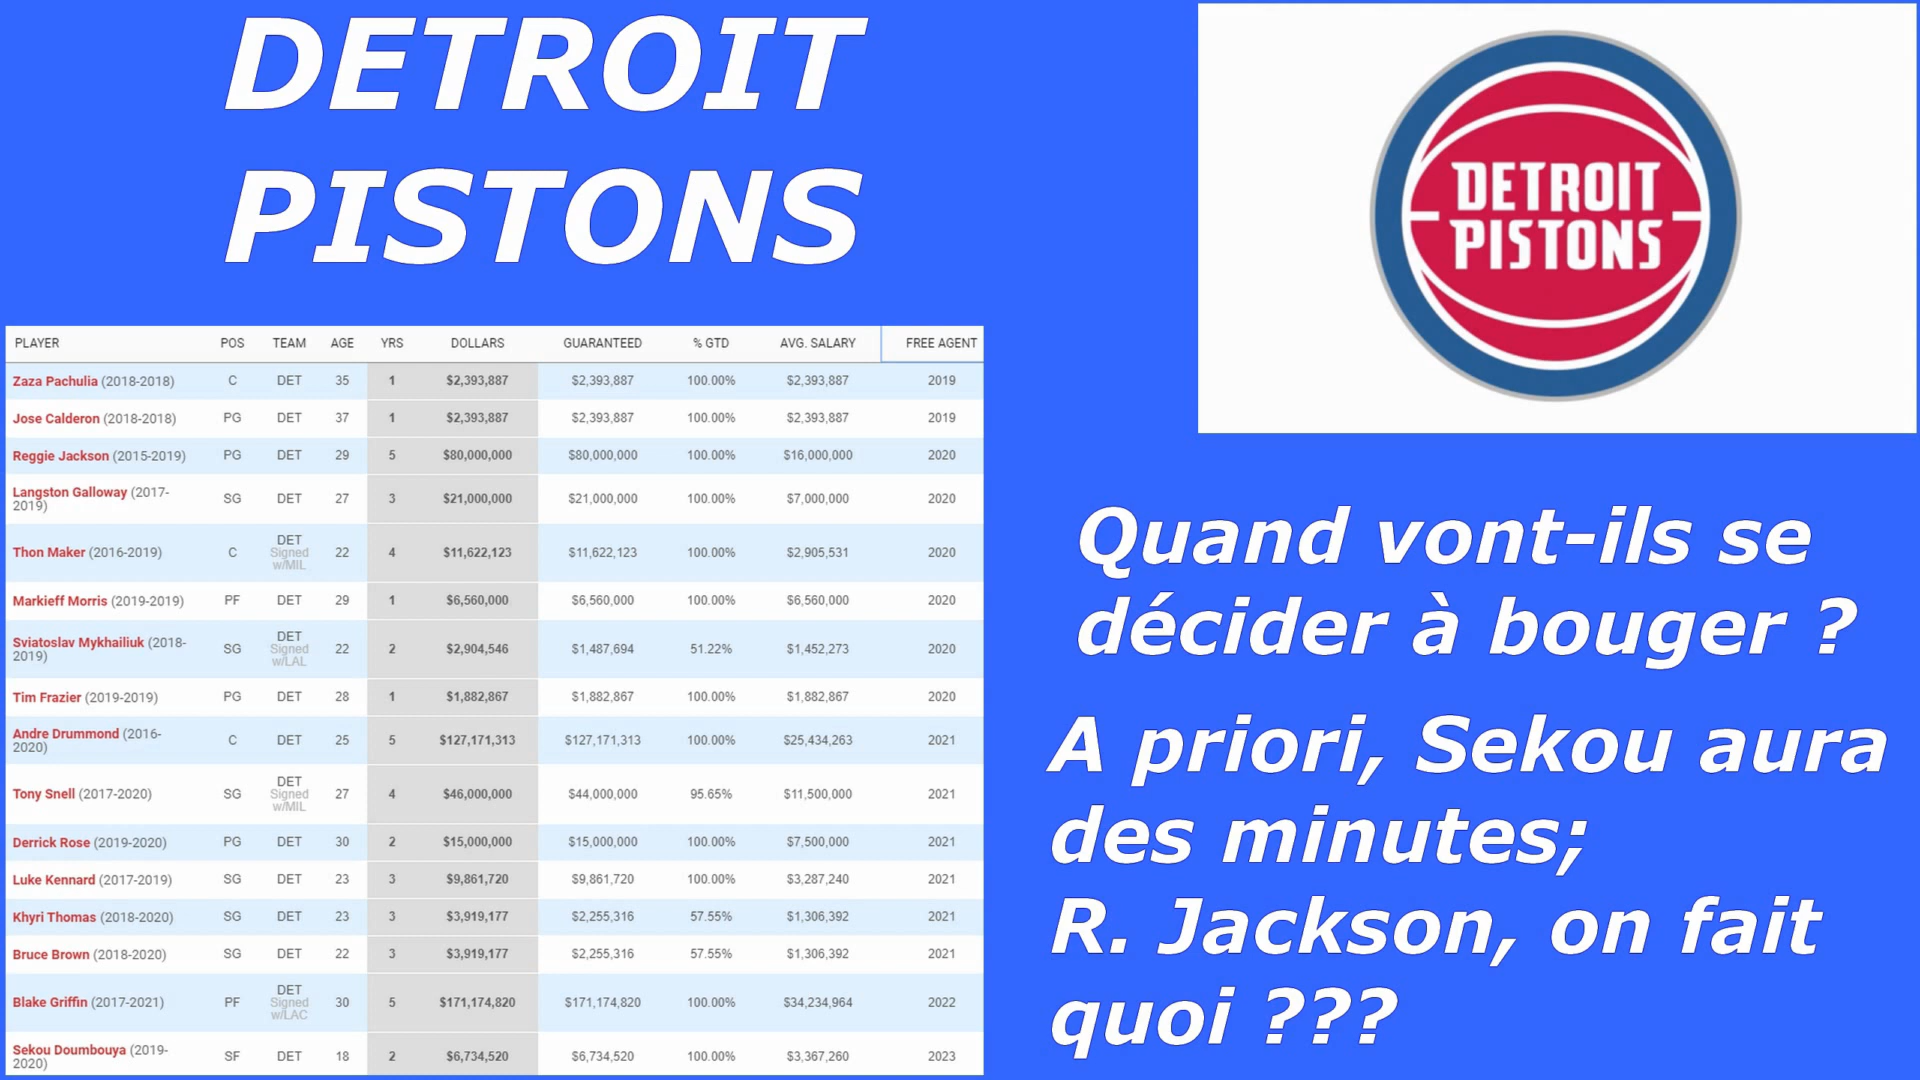 DETROIT
PISTONS
DETROIT
PISTONS
PLAYER POS TEAM AGE YRS DOLLARS GUARANTEED % GTD AVG. SALARY FREE AGENT
Zaza Pachulia (2018-2018) C DET 35 1 $2,393,887 $2,393,887 100.00% $2,393,887 2019
Jose Calderon (2018-2018) PG DET 37 1 $2,393,887 $2,393,887 100.00% $2,393,887 2019
Reggie Jackson (2015-2019) PG DET 29 5 $80,000,000 $80,000,000 100.00% $16,000,000 2020
Langston Galloway (2017-
2019) SG DET 27 3 $21,000,000 $21,000,000 100.00% $7,000,000 2020
Thon Maker (2016-2019) C DET
Signed
w/MIL 22 4 $11,622,123 $11,622,123 100.00% $2,905,531 2020
Markieff Morris (2019-2019) PF DET 29 1 $6,560,000 $6,560,000 100.00% $6,560,000 2020
Sviatoslav Mykhailiuk (2018-
2019) SG DET
Signed
w/LAL 22 2 $2,904,546 $1,487,694 51.22% $1,452,273 2020
Tim Frazier (2019-2019) PG DET 28 1 $1,882,867 $1,882,867 100.00% $1,882,867 2020
Andre Drummond (2016-
2020) C DET 25 5 $127,171,313 $127,171,313 100.00% $25,434,263 2021
Tony Snell (2017-2020) SG DET
Signed
w/MIL 27 4 $46,000,000 $44,000,000 95.65% $11,500,000 2021
Derrick Rose (2019-2020) PG DET 30 2 $15,000,000 $15,000,000 100.00% $7,500,000 2021
Luke Kennard (2017-2019) SG DET 23 3 $9,861,720 $9,861,720 100.00% $3,287,240 2021
Khyri Thomas (2018-2020) SG DET 23 3 $3,919,177 $2,255,316 57.55% $1,306,392 2021
Bruce Brown (2018-2020) SG DET 22 3 $3,919,177 $2,255,316 57.55% $1,306,392 2021
Blake Griffin (2017-2021) PF DET
Signed
w/LAC 30 5 $171,174,820 $171,174,820 100.00% $34,234,964 2022
Sekou Doumbouya (2019-
2020) SF DET 18 2 $6,734,520 $6,734,520 100.00% $3,367,260 2023
Quand vont-ils se
décider à bouger ?
A priori, Sekou aura
des minutes;
R. Jackson, on fait
quoi ???